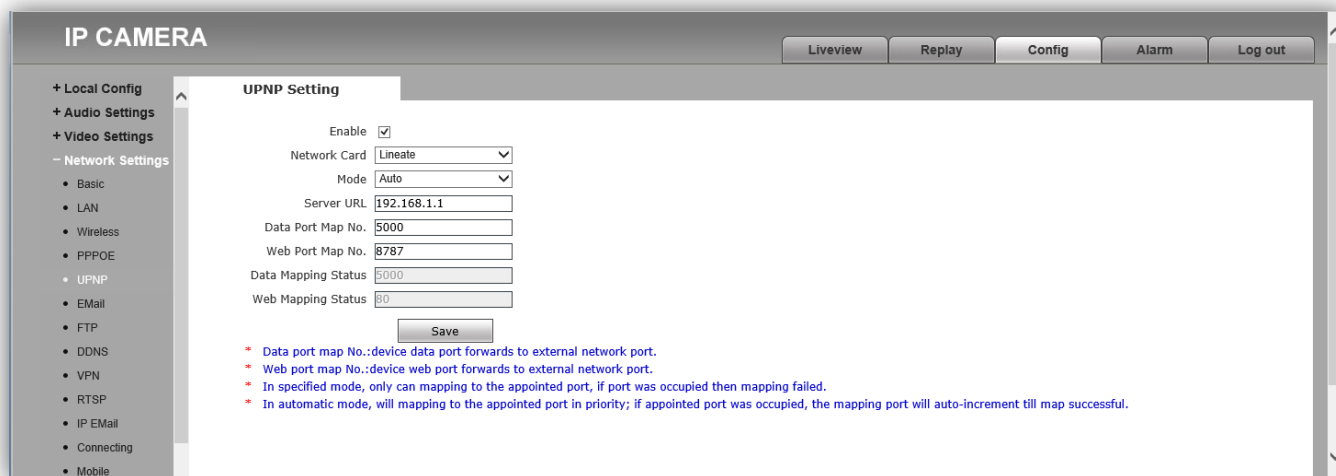 IP CAMERA
Liveview Replay Config Alarm Log out
+ Local Config
+ Audio Settings
+ Video Settings
− Network Settings
• Basic
• LAN
• Wireless
• PPPOE
• UPNP
• EMail
• FTP
• DDNS
• VPN
• RTSP
• IP EMail
• Connecting
• Mobile
UPNP Setting
Enable
Network Card Lineate
Mode Auto
Server URL 192.168.1.1
Data Port Map No. 5000
Web Port Map No. 8787
Data Mapping Status 5000
Web Mapping Status 80
Save
* Data port map No.:device data port forwards to external network port.
* Web port map No.:device web port forwards to external network port.
* In specified mode, only can mapping to the appointed port, if port was occupied then mapping failed.
* In automatic mode, will mapping to the appointed port in priority; if appointed port was occupied, the mapping port will auto-increment till map successful.